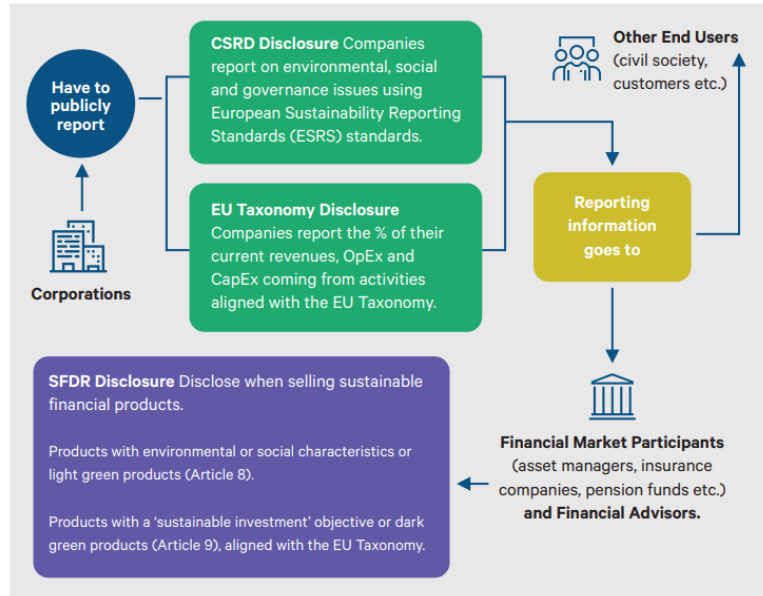 Have to
publicly
report
Corporations
CSRD Disclosure Companies
report on environmental, social
and governance issues using
European Sustainability Reporting
Standards (ESRS) standards.
EU Taxonomy Disclosure
Companies report the % of their
current revenues, OpEx and
CapEx coming from activities
aligned with the EU Taxonomy.
Reporting
information
goes to
Other End Users
(civil society,
customers etc.)
Financial Market Participants
(asset managers, insurance
companies, pension funds etc.)
and Financial Advisors.
SFDR Disclosure Disclose when selling sustainable
financial products.
Products with environmental or social characteristics or
light green products (Article 8).
Products with a ‘sustainable investment’ objective or dark
green products (Article 9), aligned with the EU Taxonomy.